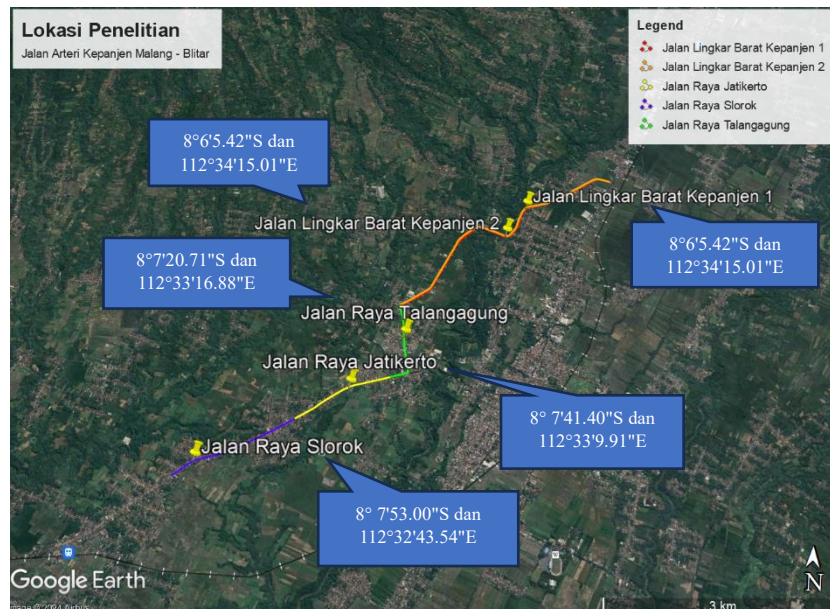 Lokasi Penelitian
Jalan Arteri Kepanjen Malang - Blitar
Legend
Jalan Lingkar Barat Kepanjen 1
Jalan Lingkar Barat Kepanjen 2
Jalan Raya Jatikerto
Jalan Raya Slorok
Jalan Raya Talangagung
8°6'5.42"S dan
112°34'15.01"E
Jalan Lingkar Barat Kepanjen 1
Jalan Lingkar Barat Kepanjen 2
8°6'5.42"S dan
112°34'15.01"E
8°7'20.71"S dan
112°33'16.88"E
Jalan Raya Talangagung
Jalan Raya Jatikerto
8° 7'41.40"S dan
112°33'9.91"E
Jalan Raya Slorok
8° 7'53.00"S dan
112°32'43.54"E
Google Earth
Image © 2024 Airbus
3 km
N